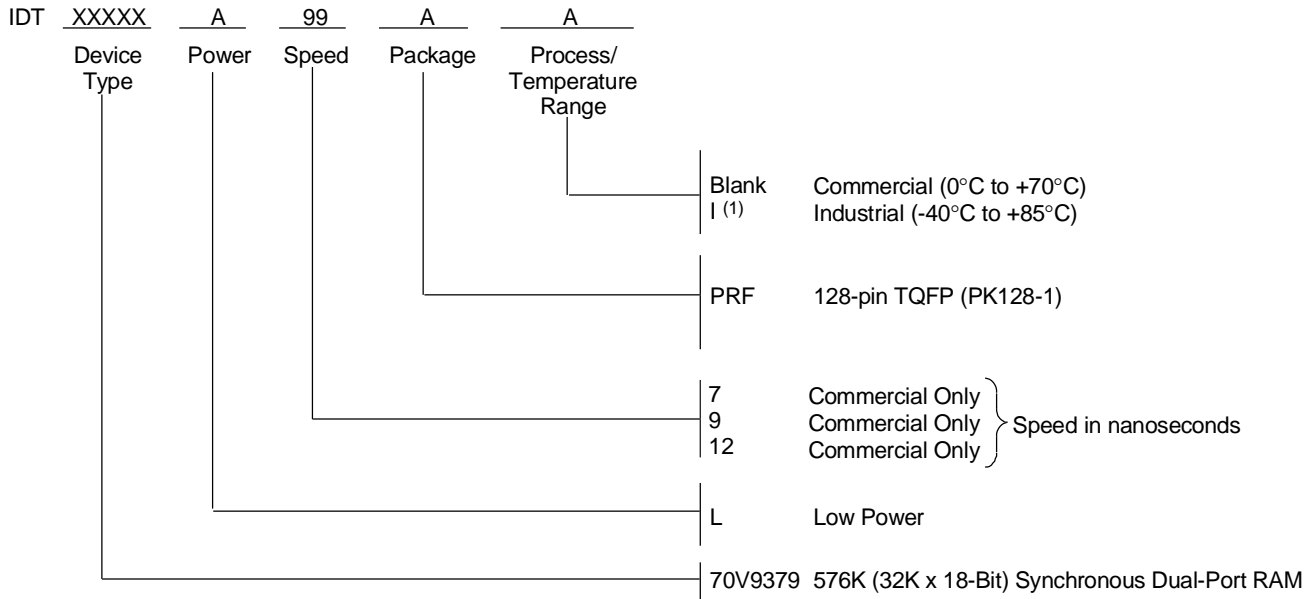 IDT XXXXX A 99 A A
Device Type Power Speed Package Process/ Temperature Range
Blank Commercial (0°C to +70°C)
I (1) Industrial (-40°C to +85°C)
PRF 128-pin TQFP (PK128-1)
7 Commercial Only
9 Commercial Only Speed in nanoseconds
12 Commercial Only
L Low Power
70V9379 576K (32K x 18-Bit) Synchronous Dual-Port RAM